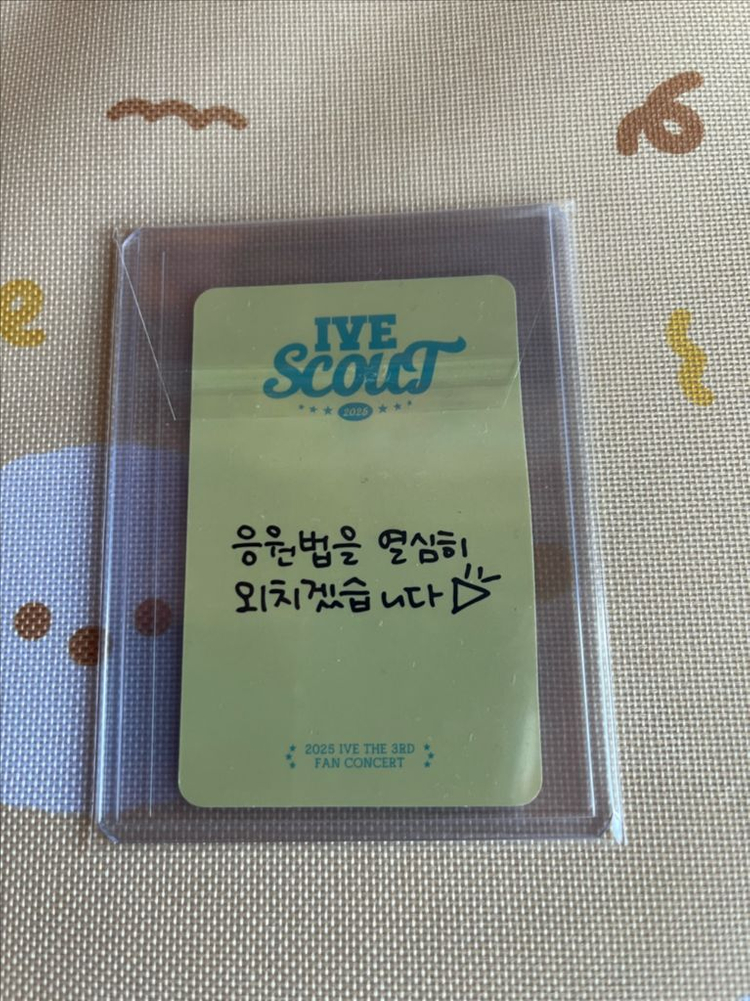 IVE
SCOUT
2025
응원법을 열심히
외치겠습니다
2025 IVE THE 3RD
FAN CONCERT